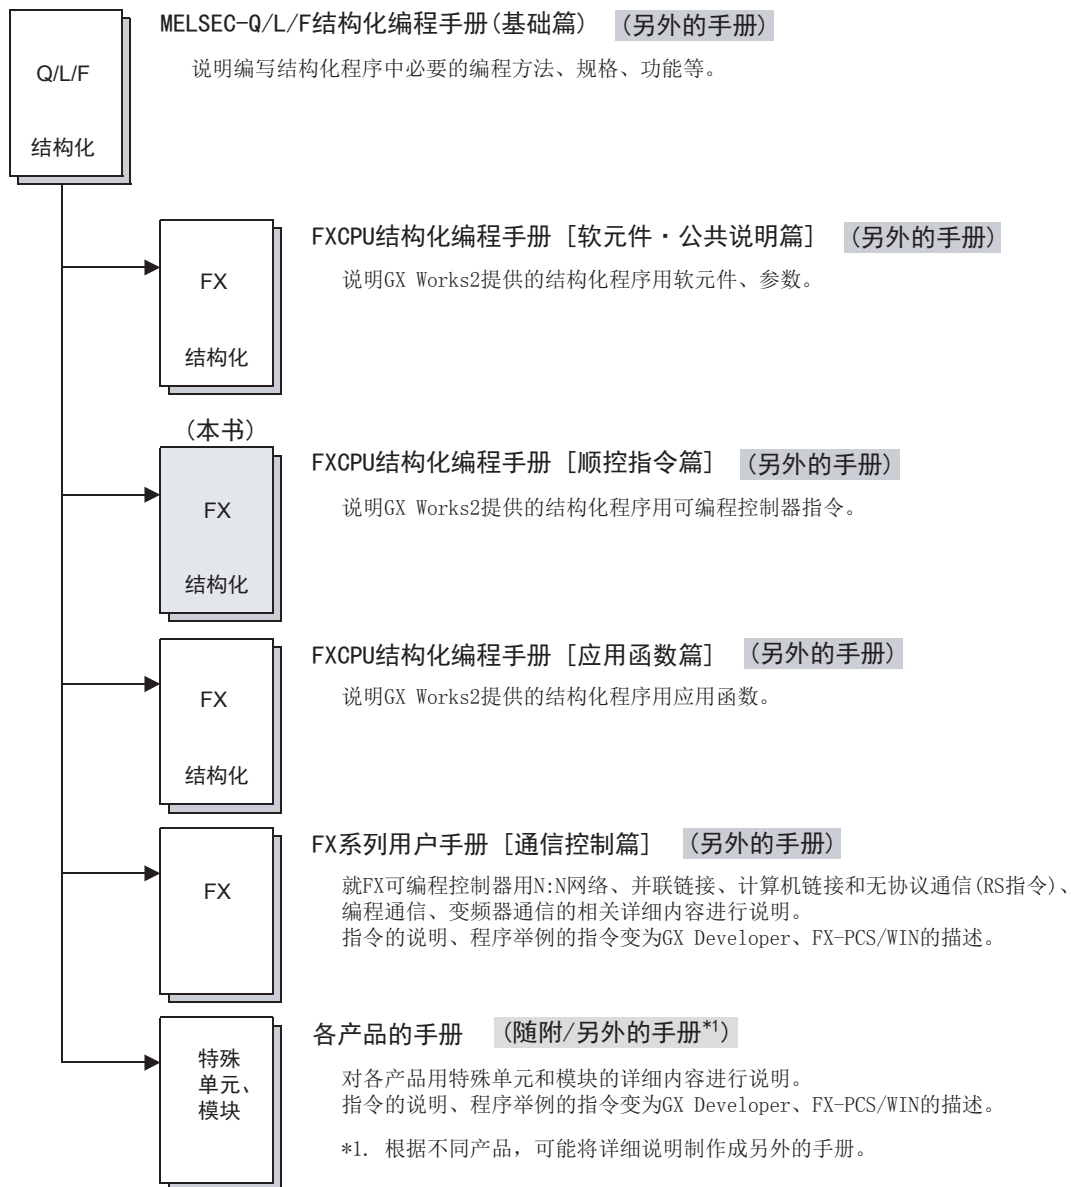 MELSEC-Q/L/F结构化编程手册(基础篇) (另外的手册)
说明编写结构化程序中必要的编程方法、规格、功能等。
Q/L/F
结构化
FXCPU结构化编程手册 [软元件·公共说明篇] (另外的手册)
说明GX Works2提供的结构化程序用软元件、参数。
FX
结构化
(本书)
FXCPU结构化编程手册 [顺控指令篇] (另外的手册)
说明GX Works2提供的结构化程序用可编程控制器指令。
FX
结构化
FXCPU结构化编程手册 [应用函数篇] (另外的手册)
说明GX Works2提供的结构化程序用应用函数。
FX
结构化
FX系列用户手册 [通信控制篇] (另外的手册)
就FX可编程控制器用N:N网络、并联链接、计算机链接和无协议通信(RS指令)、
编程通信、变频器通信的相关详细内容进行说明。
指令的说明、程序举例的指令变为GX Developer、FX-PCS/WIN的描述。
FX
各产品的手册 (随附/另外的手册*1)
对各产品用特殊单元和模块的详细内容进行说明。
指令的说明、程序举例的指令变为GX Developer、FX-PCS/WIN的描述。
*1. 根据不同产品，可能将详细说明制作成另外的手册。
特殊
单元、
模块